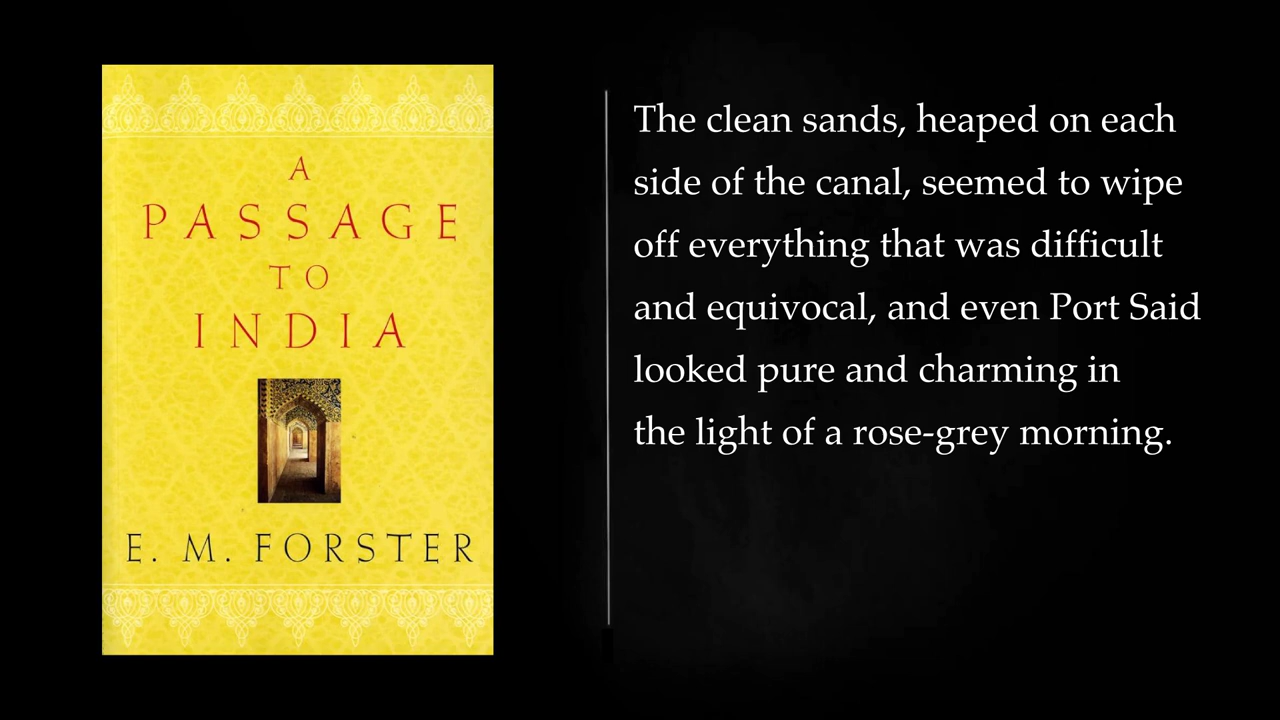 A
PASSAGE
TO
INDIA
E. M. FORSTER
The clean sands, heaped on each
side of the canal, seemed to wipe
off everything that was difficult
and equivocal, and even Port Said
looked pure and charming in
the light of a rose-grey morning.